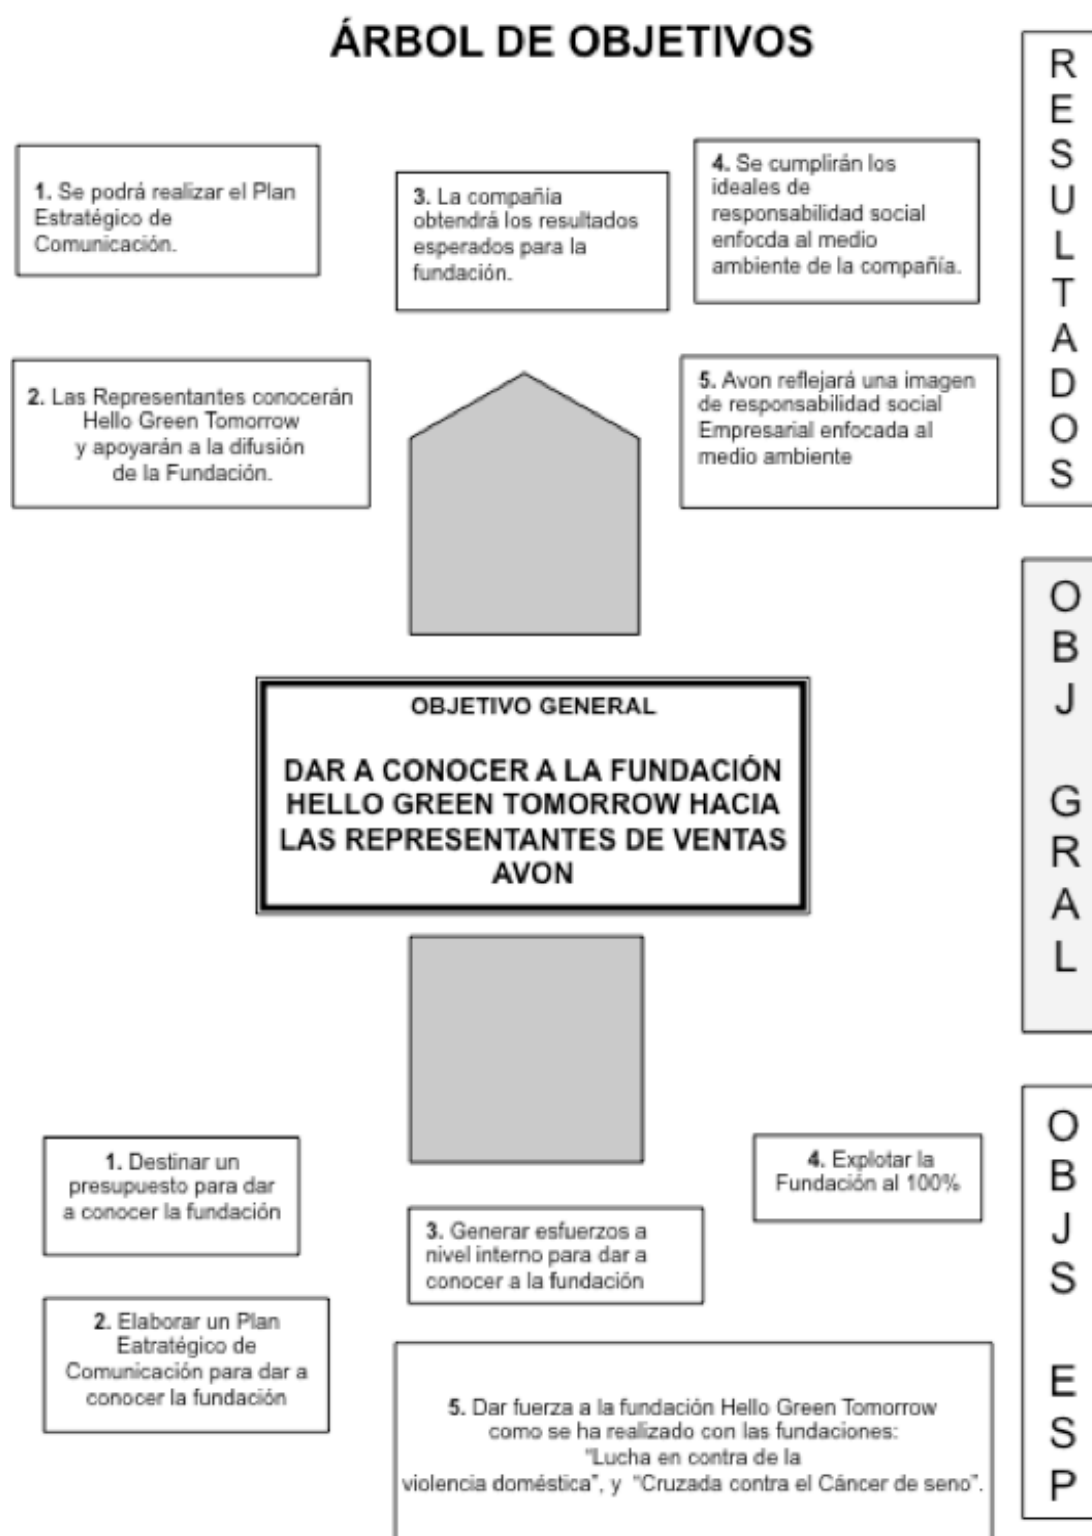 ÁRBOL DE OBJETIVOS
1. Se podrá realizar el Plan
Estratégico de
Comunicación.
3. La compañía
obtendrá los resultados
esperados para la
fundación.
4. Se cumplirán los
ideales de
responsabilidad social
enfocda al medio
ambiente de la compañía.
2. Las Representantes conocerán
Hello Green Tomorrow
y apoyarán a la difusión
de la Fundación.
5. Avon reflejará una imagen
de responsabilidad social
Empresarial enfocada al
medio ambiente
R
E
S
U
L
T
A
D
O
S
OBJETIVO GENERAL
DAR A CONOCER A LA FUNDACIÓN
HELLO GREEN TOMORROW HACIA
LAS REPRESENTANTES DE VENTAS
AVON
O
B
J
G
R
A
L
1. Destinar un
presupuesto para dar
a conocer la fundación
2. Elaborar un Plan
Eatratégico de
Comunicación para dar a
conocer la fundación
3. Generar esfuerzos a
nivel interno para dar a
conocer a la fundación
4. Explotar la
Fundación al 100%
5. Dar fuerza a la fundación Hello Green Tomorrow
como se ha realizado con las fundaciones:
"Lucha en contra de la
violencia doméstica", y "Cruzada contra el Cáncer de seno".
O
B
J
S
E
S
P